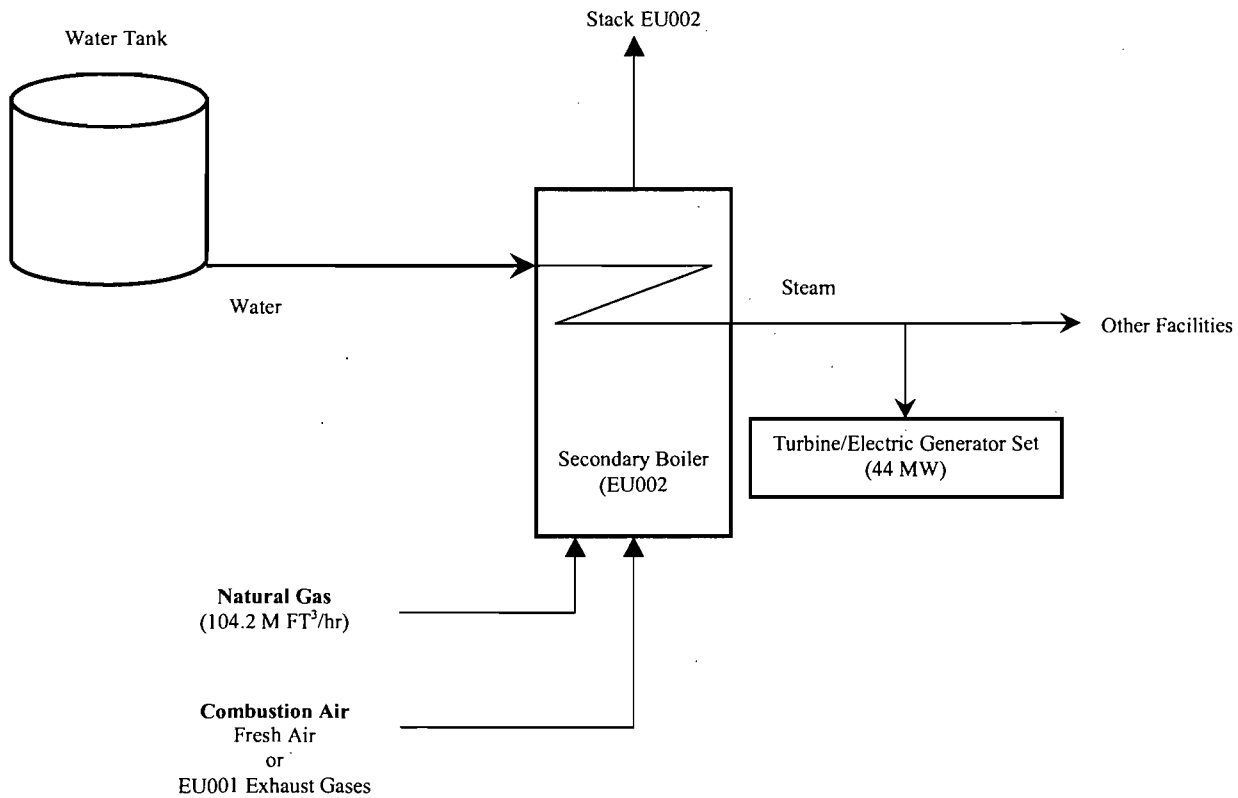 Stack EU002
Water Tank
Water
Steam
Other Facilities
Turbine/Electric Generator Set
(44 MW)
Secondary Boiler
(EU002
Natural Gas
(104.2 M FT³/hr)
Combustion Air
Fresh Air
or
EU001 Exhaust Gases